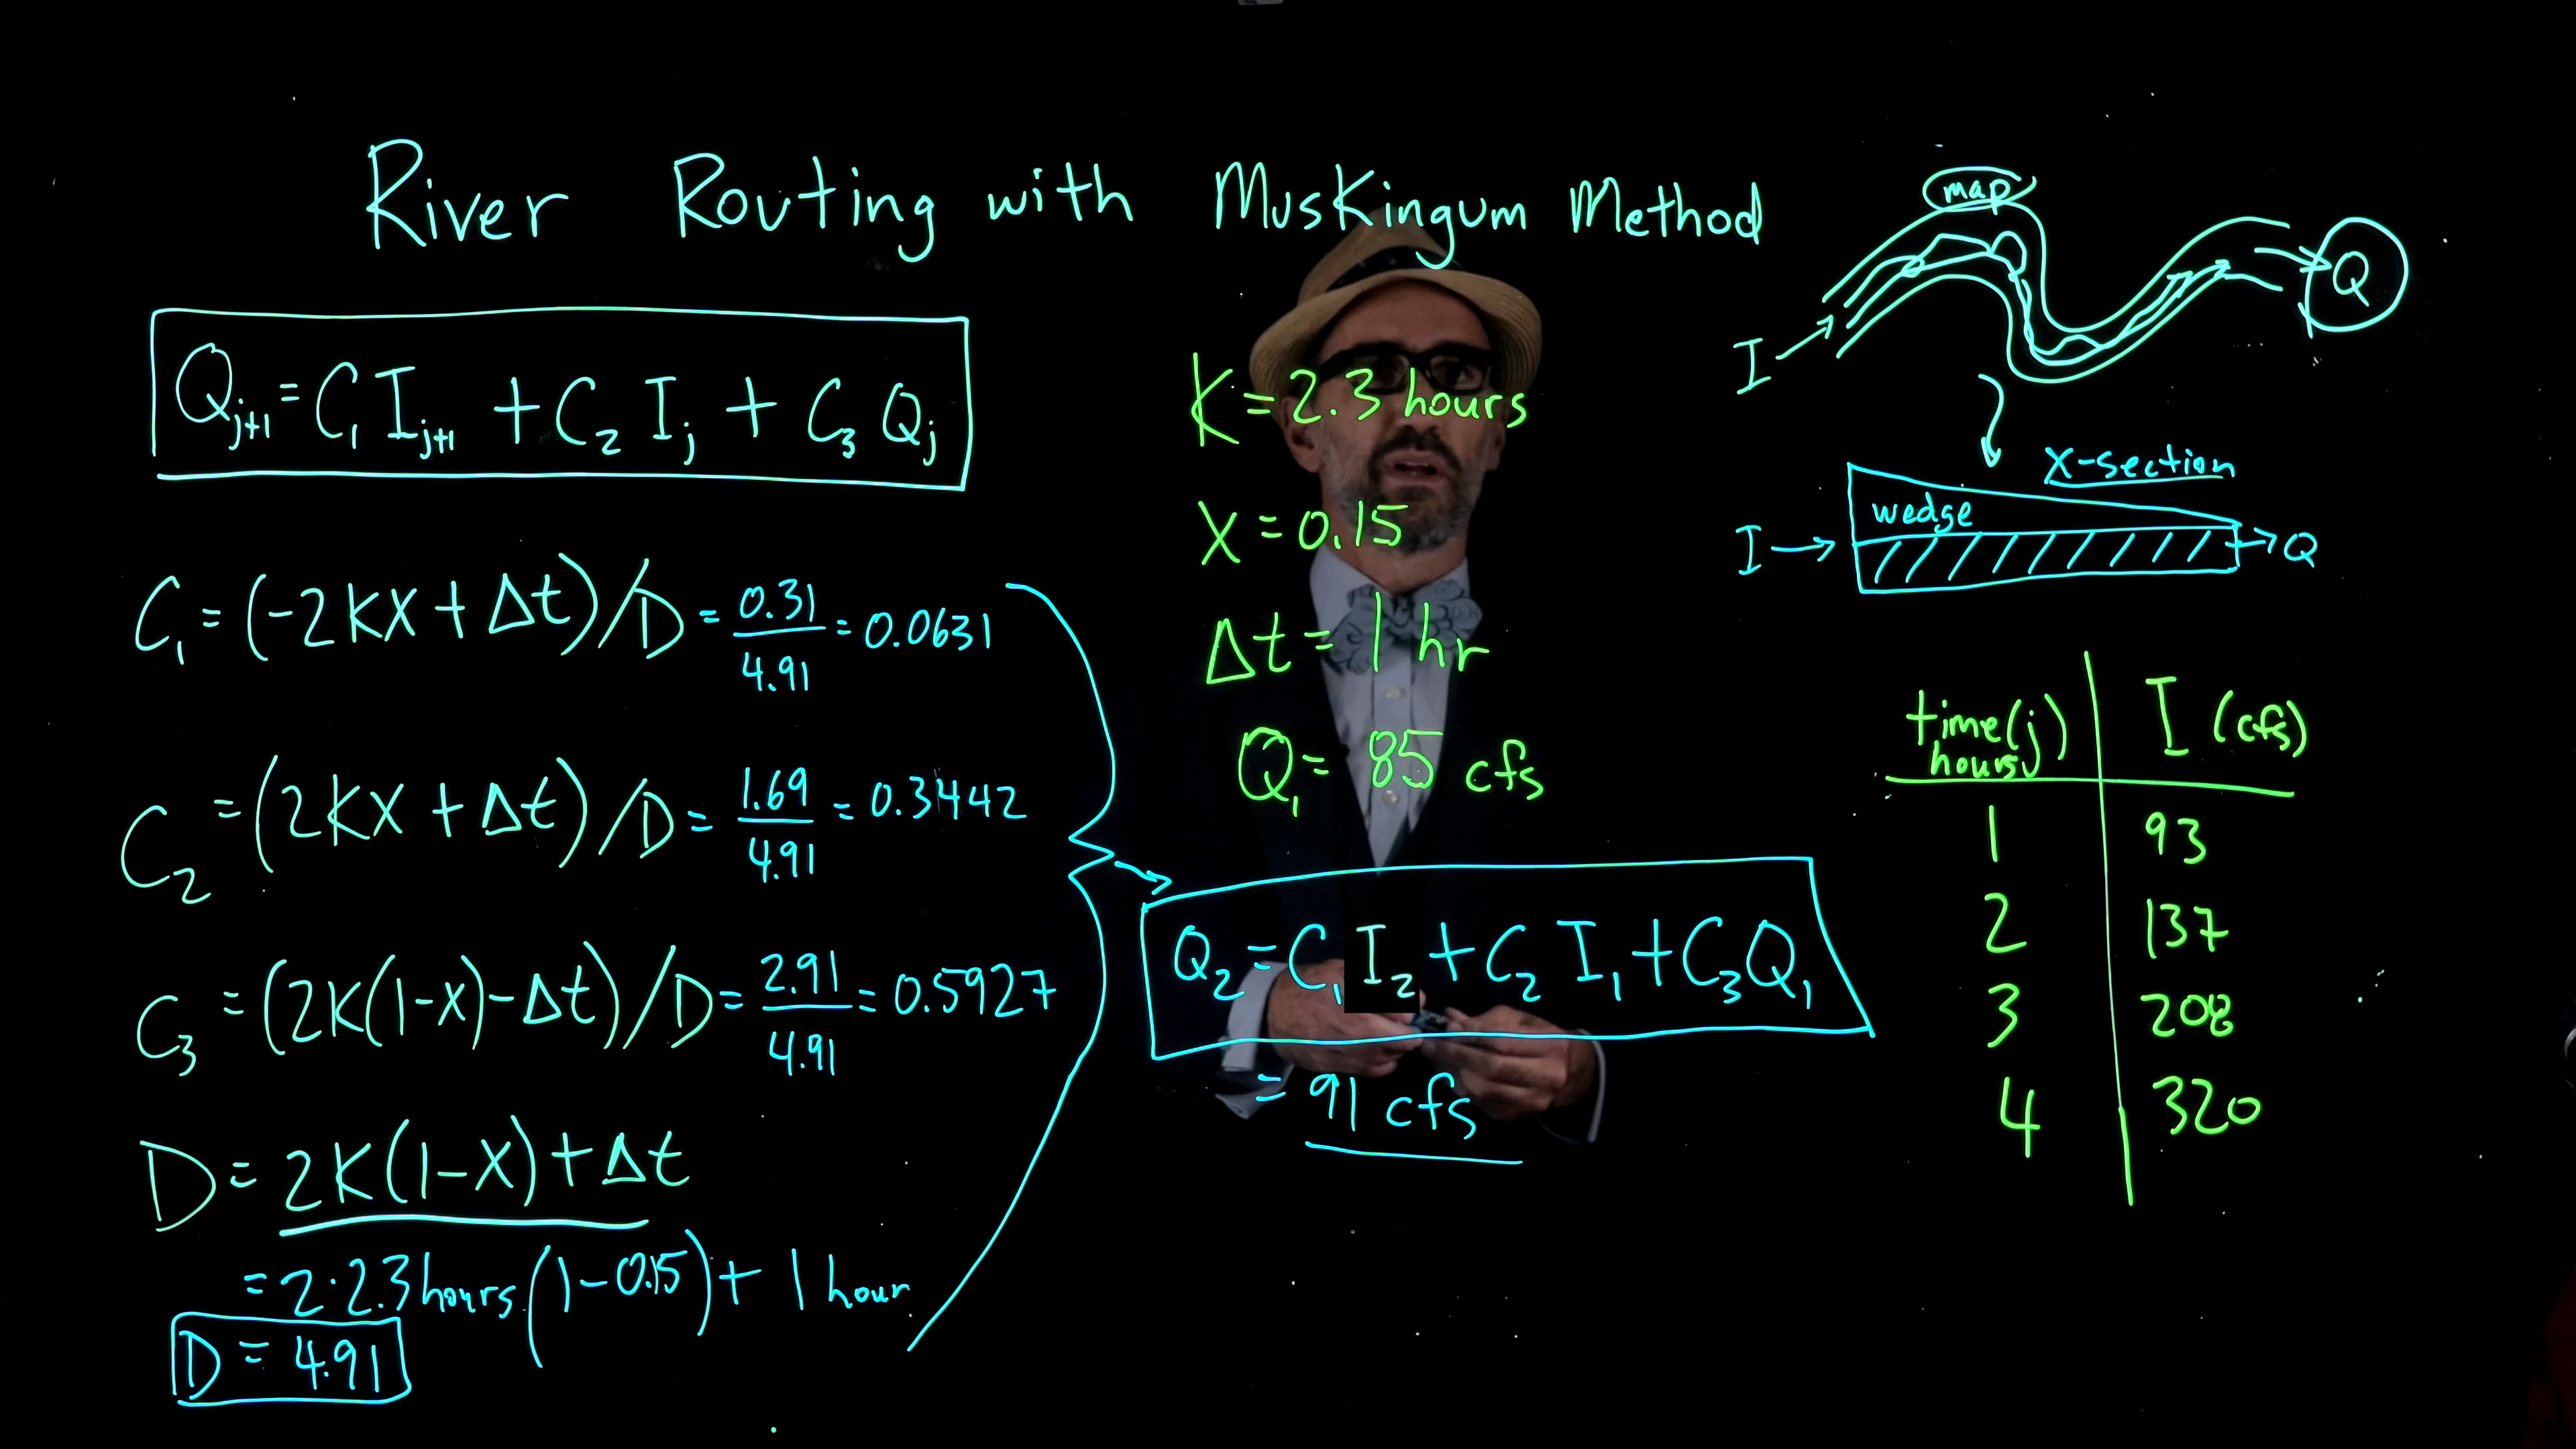 River Routing with Muskingum Method
Q_{j+1} = C_1 I_{j+1} + C_2 I_j + C_3 Q_j
C_1 = (-2KX + Δt)/D = 0.31/4.91 = 0.0631
C_2 = (2KX + Δt)/D = 1.69/4.91 = 0.3442
C_3 = (2K(1-X)-Δt)/D = 2.91/4.91 = 0.5927
D = 2K(1-X)+Δt
= 2·2.3 hours (1-0.15) + 1 hour
D = 4.91
K = 2.3 hours
X = 0.15
Δt = 1 hr
Q_1 = 85 cfs
Q_2 = C_1 I_2 + C_2 I_1 + C_3 Q_1
= 91 cfs
map
I
Q
X-section
wedge
I → Q
time (j) hours I (cfs)
1 93
2 137
3 208
4 320